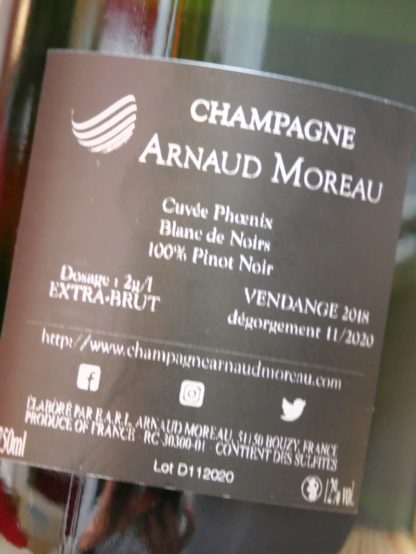 CHAMPAGNE
ARNAUD MOREAU
Cuvée Phœnix
Blanc de Noirs
100% Pinot Noir
Dosage : 2g/l
EXTRA-BRUT
VENDANGE 2018
dégorgement 11/2020
http://www.champagnearnaudmoreau.com
ÉLABORÉ PAR E.A.R.L. ARNAUD MOREAU, 51150 BOUZY, FRANCE
PRODUCE OF FRANCE - RC 30300-01 - CONTIENT DES SULFITES
750ml
Lot D112020
12% vol.